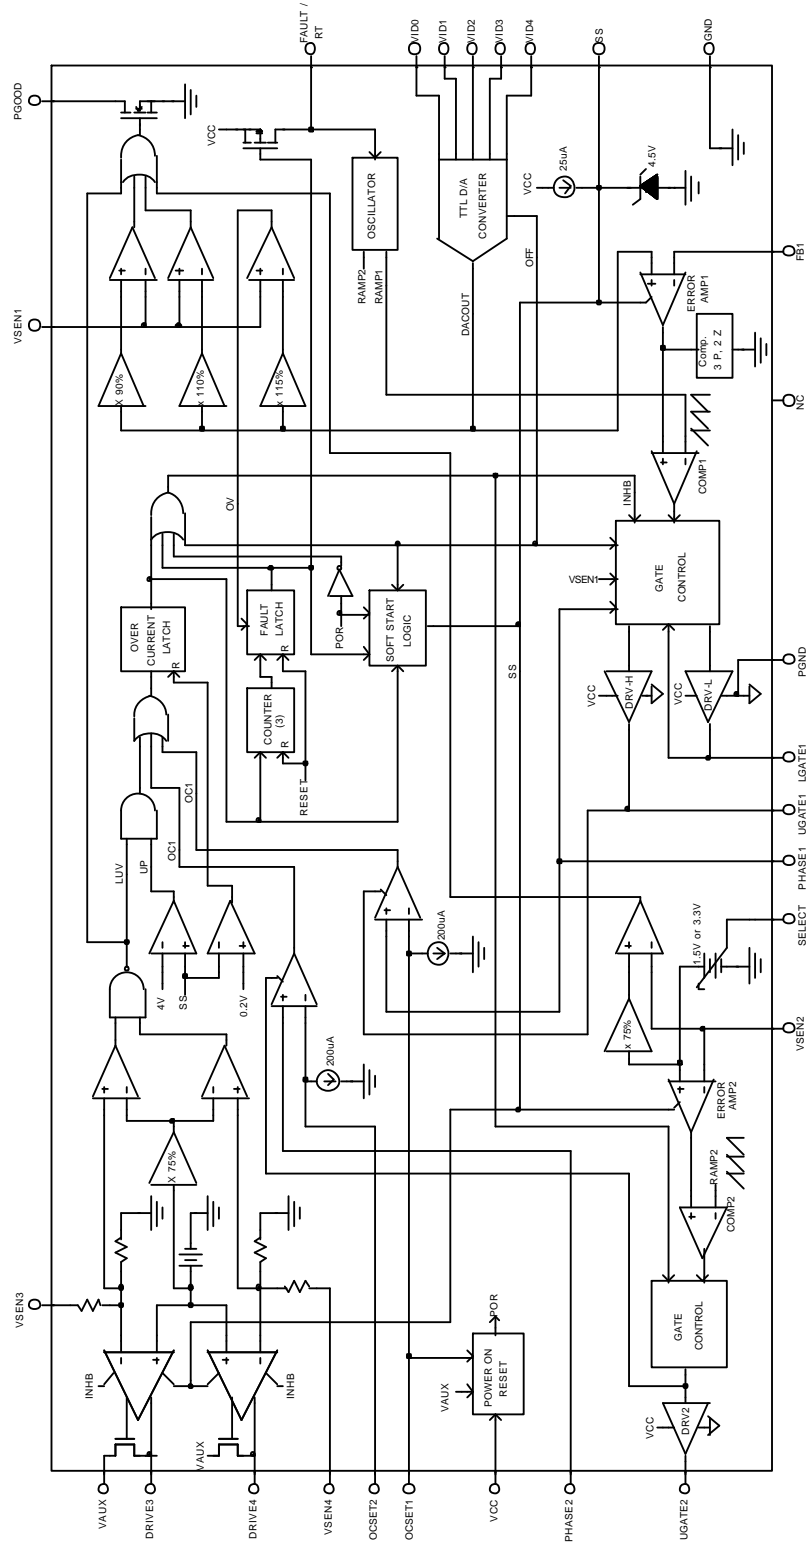 VSEN3
VSEN1
PGOOD
VAUX
DRIVE3
DRIVE4
VSEN4
OCSET2
OCSET1
VCC
PHASE2
UGATE2
FAULT /
RT
VID0
VID1
VID2
VID3
VID4
SS
GND
FB1
NC
PGND
LGATE1
UGATE1
PHASE1
SELECT
VSEN2
INHB
INHB
VAUX
X 75%
LUV
UP
OC1
OC1
4V
SS
0.2V
200uA
200uA
OVER
CURRENT
LATCH
R
FAULT
LATCH
R
COUNTER
(3)
R
RESET
OV
POR
SOFT START
LOGIC
X 90%
X 110%
X 115%
VCC
OSCILLATOR
RAMP2
RAMP1
TTL D/A
CONVERTER
DACOUT
OFF
VCC
25uA
4.5V
ERROR
AMP1
Comp.
3 P, 2 Z
COMP1
INHB
VSEN1
GATE
CONTROL
VCC
DRV-H
VCC
DRV-L
SS
X 75%
1.5V or 3.3V
ERROR
AMP2
RAMP2
COMP2
GATE
CONTROL
VCC
DRV2
VAUX
POWER ON
RESET
POR